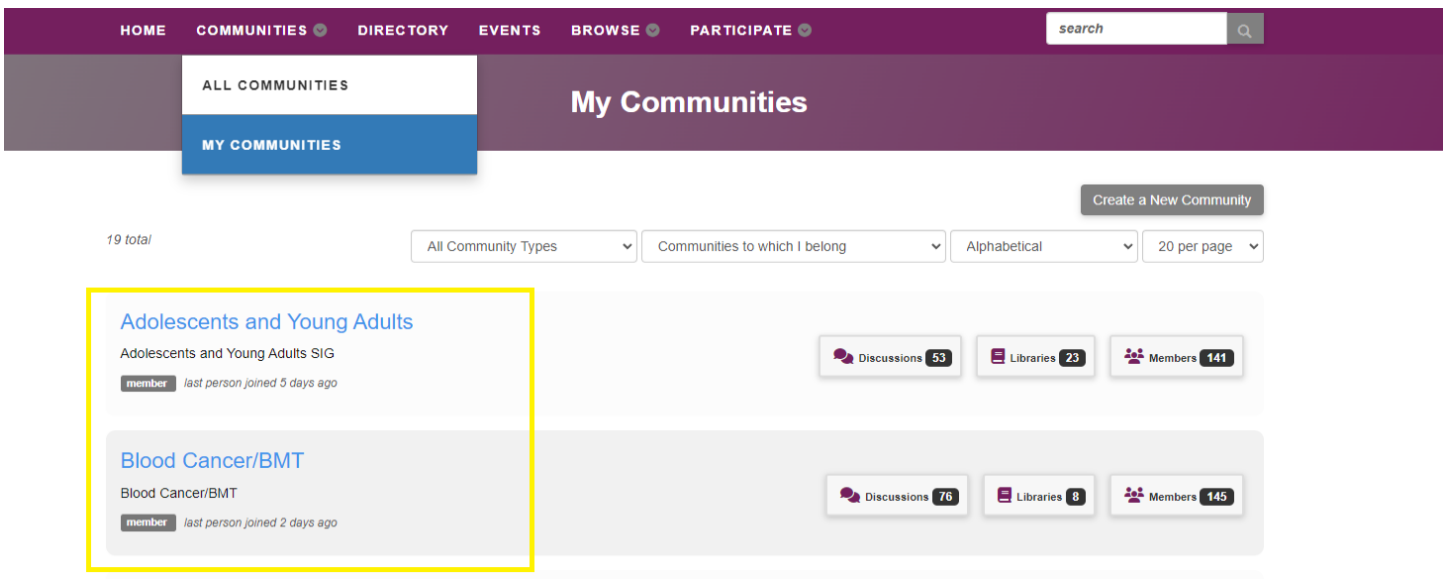 HOME COMMUNITIES DIRECTORY EVENTS BROWSE PARTICIPATE search
ALL COMMUNITIES
My Communities
MY COMMUNITIES
Create a New Community
19 total All Community Types Communities to which I belong Alphabetical 20 per page
Adolescents and Young Adults
Adolescents and Young Adults SIG
member last person joined 5 days ago
Discussions 53 Libraries 23 Members 141
Blood Cancer/BMT
Blood Cancer/BMT
member last person joined 2 days ago
Discussions 76 Libraries 8 Members 145